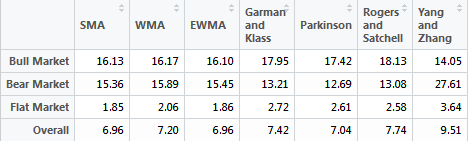 SMA WMA EWMA Garman and Klass Parkinson Rogers and Satchell Yang and Zhang
Bull Market 16.13 16.17 16.10 17.95 17.42 18.13 14.05
Bear Market 15.36 15.89 15.45 13.21 12.69 13.08 27.61
Flat Market 1.85 2.06 1.86 2.72 2.61 2.58 3.64
Overall 6.96 7.20 6.96 7.42 7.04 7.74 9.51